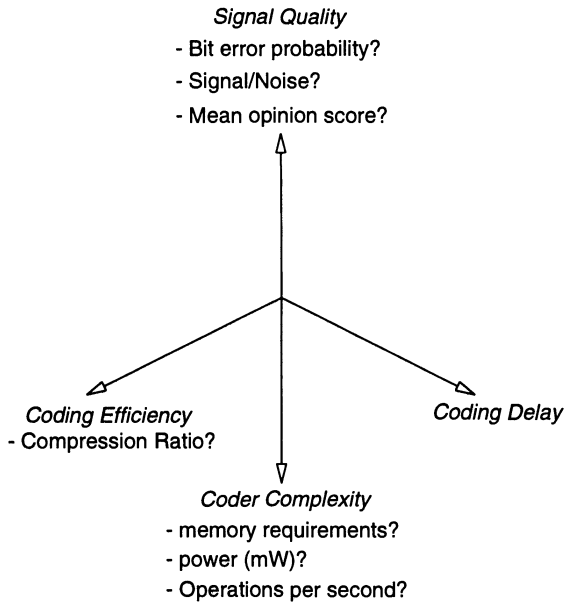 Signal Quality
- Bit error probability?
- Signal/Noise?
- Mean opinion score?
Coding Efficiency
- Compression Ratio?
Coding Delay
Coder Complexity
- memory requirements?
- power (mW)?
- Operations per second?